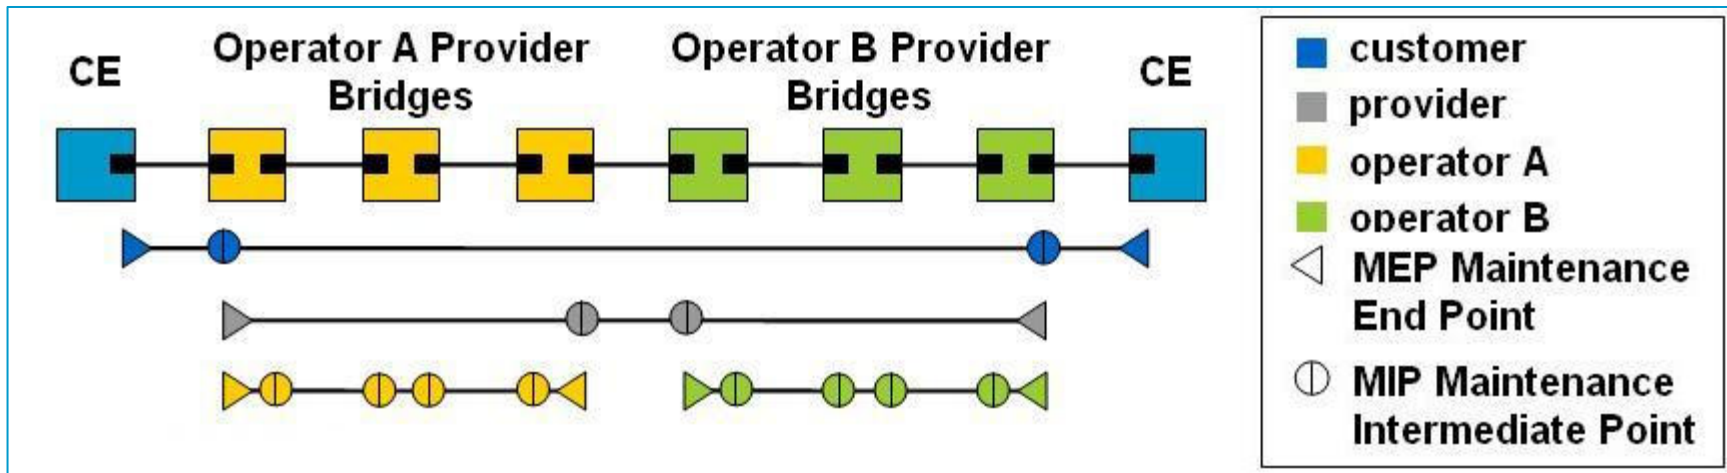 CE
Operator A Provider
Bridges
Operator B Provider
Bridges
CE
customer
provider
operator A
operator B
MEP Maintenance
End Point
MIP Maintenance
Intermediate Point